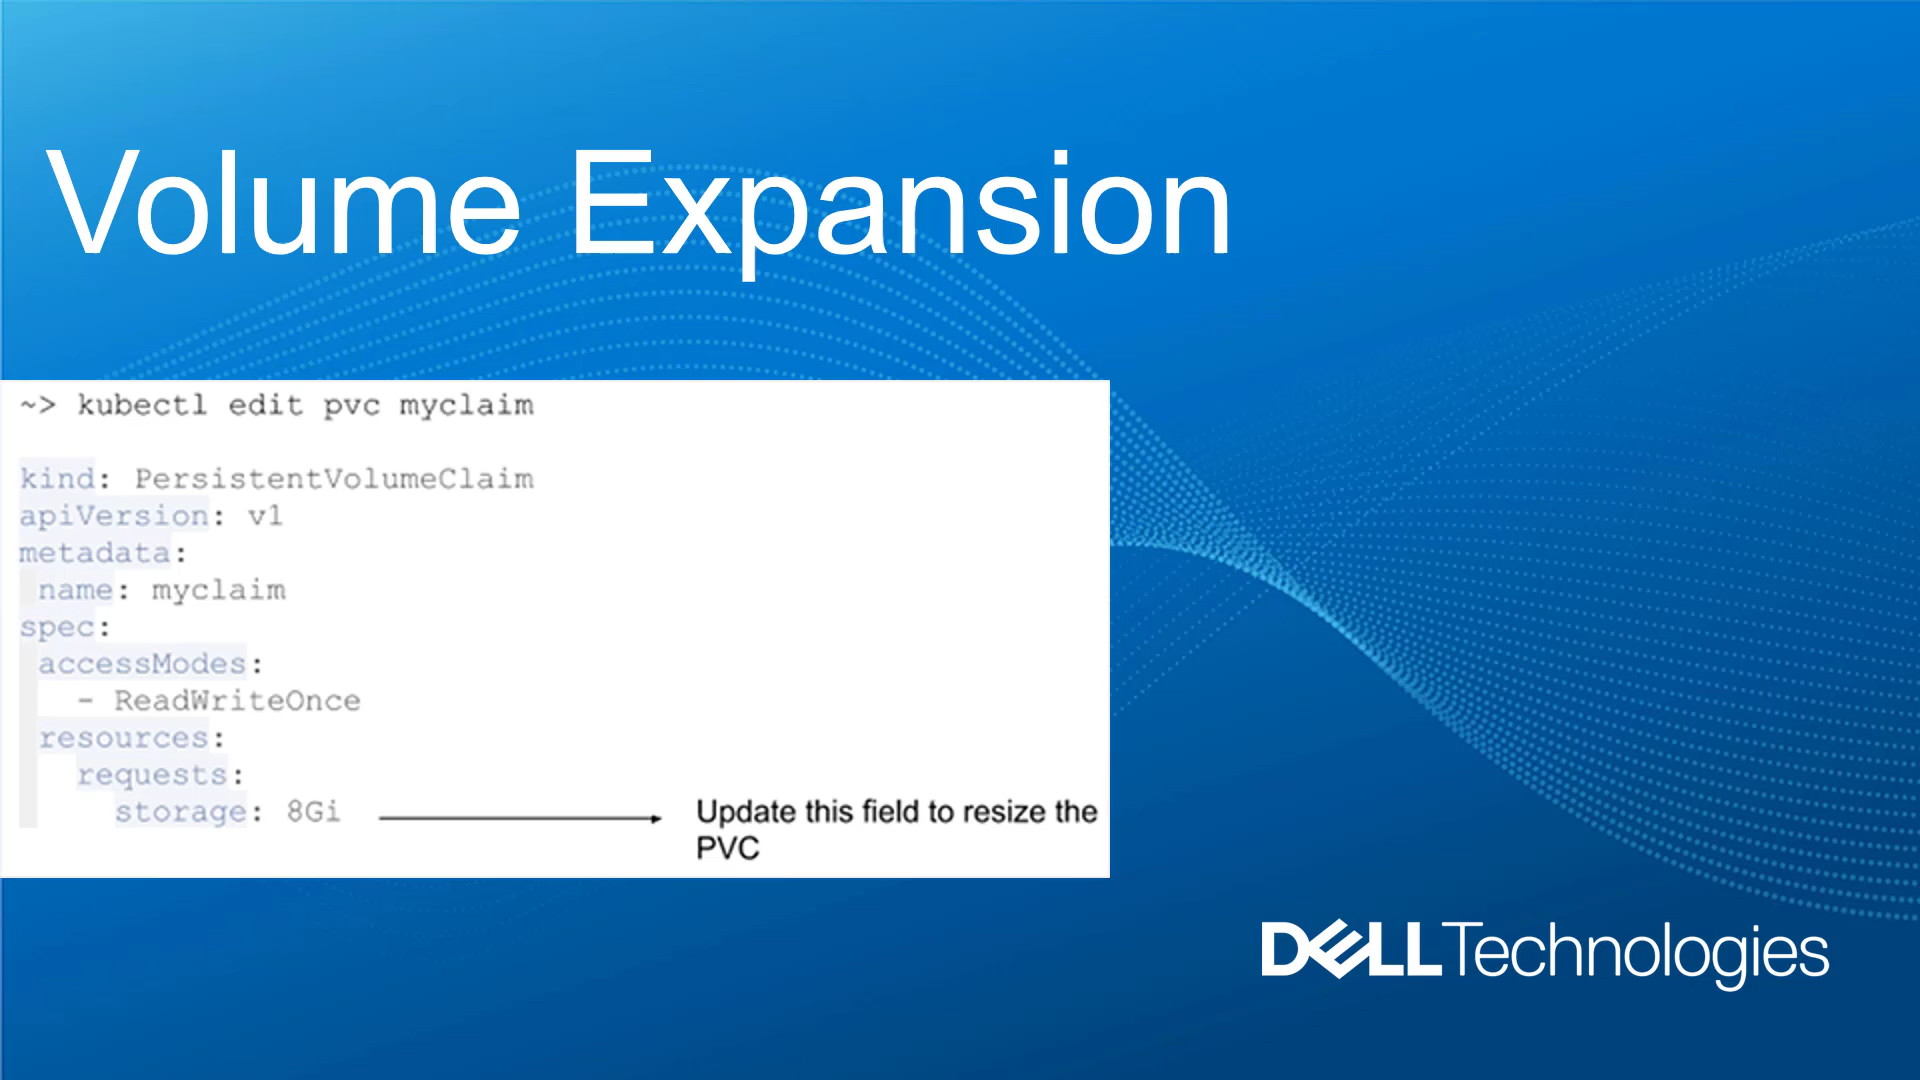 Volume Expansion
~> kubectl edit pvc myclaim
kind: PersistentVolumeClaim
apiVersion: v1
metadata:
 name: myclaim
spec:
 accessModes:
   - ReadWriteOnce
 resources:
   requests:
     storage: 8Gi
Update this field to resize the
PVC
DELL Technologies